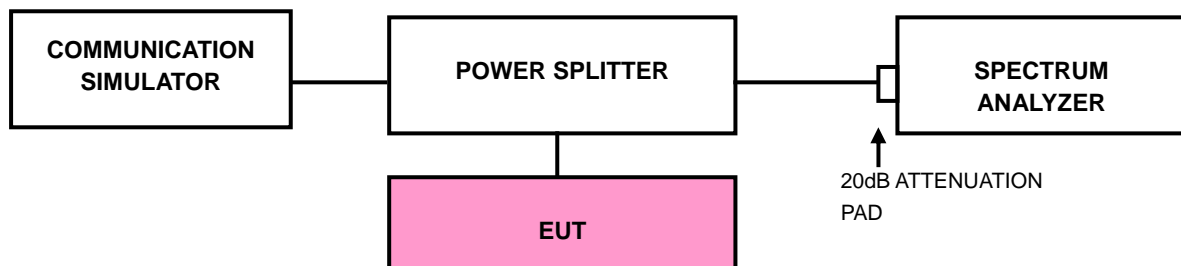 COMMUNICATION
SIMULATOR
POWER SPLITTER
SPECTRUM
ANALYZER
20dB ATTENUATION
PAD
EUT